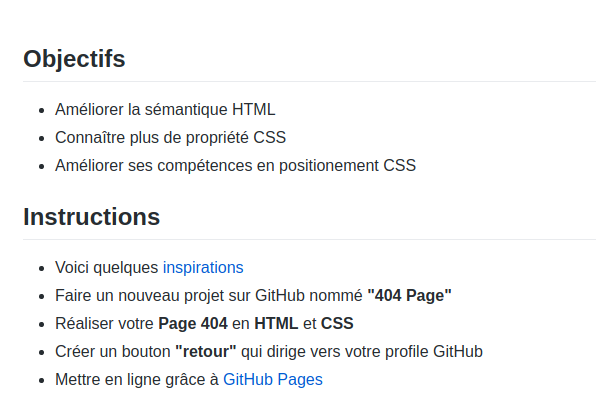 Objectifs
Améliorer la sémantique HTML
Connaître plus de propriété CSS
Améliorer ses compétences en positionement CSS
Instructions
Voici quelques inspirations
Faire un nouveau projet sur GitHub nommé "404 Page"
Réaliser votre Page 404 en HTML et CSS
Créer un bouton "retour" qui dirige vers votre profile GitHub
Mettre en ligne grâce à GitHub Pages